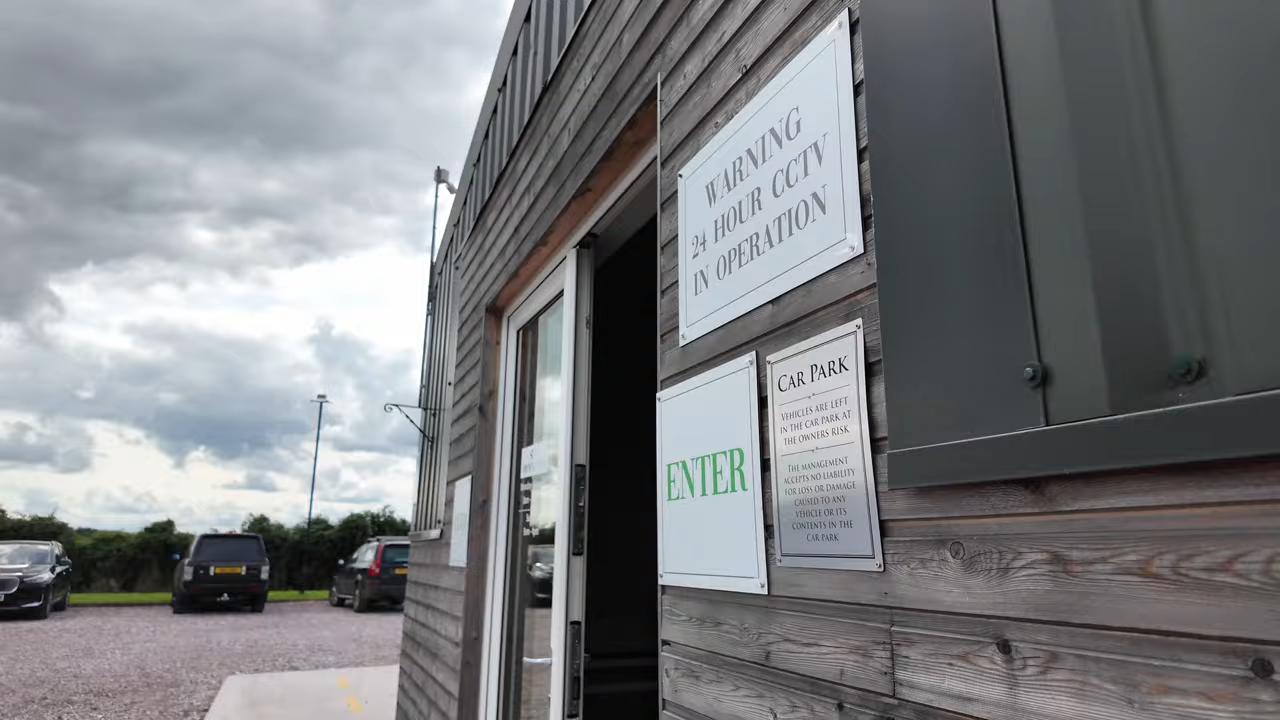 WARNING
24 HOUR CCTV
IN OPERATION
ENTER
CAR PARK
VEHICLES ARE LEFT
IN THE CAR PARK AT
THE OWNERS RISK
THE MANAGEMENT
ACCEPTS NO LIABILITY
FOR LOSS OR DAMAGE
CAUSED TO ANY
VEHICLE OR ITS
CONTENTS IN THE
CAR PARK